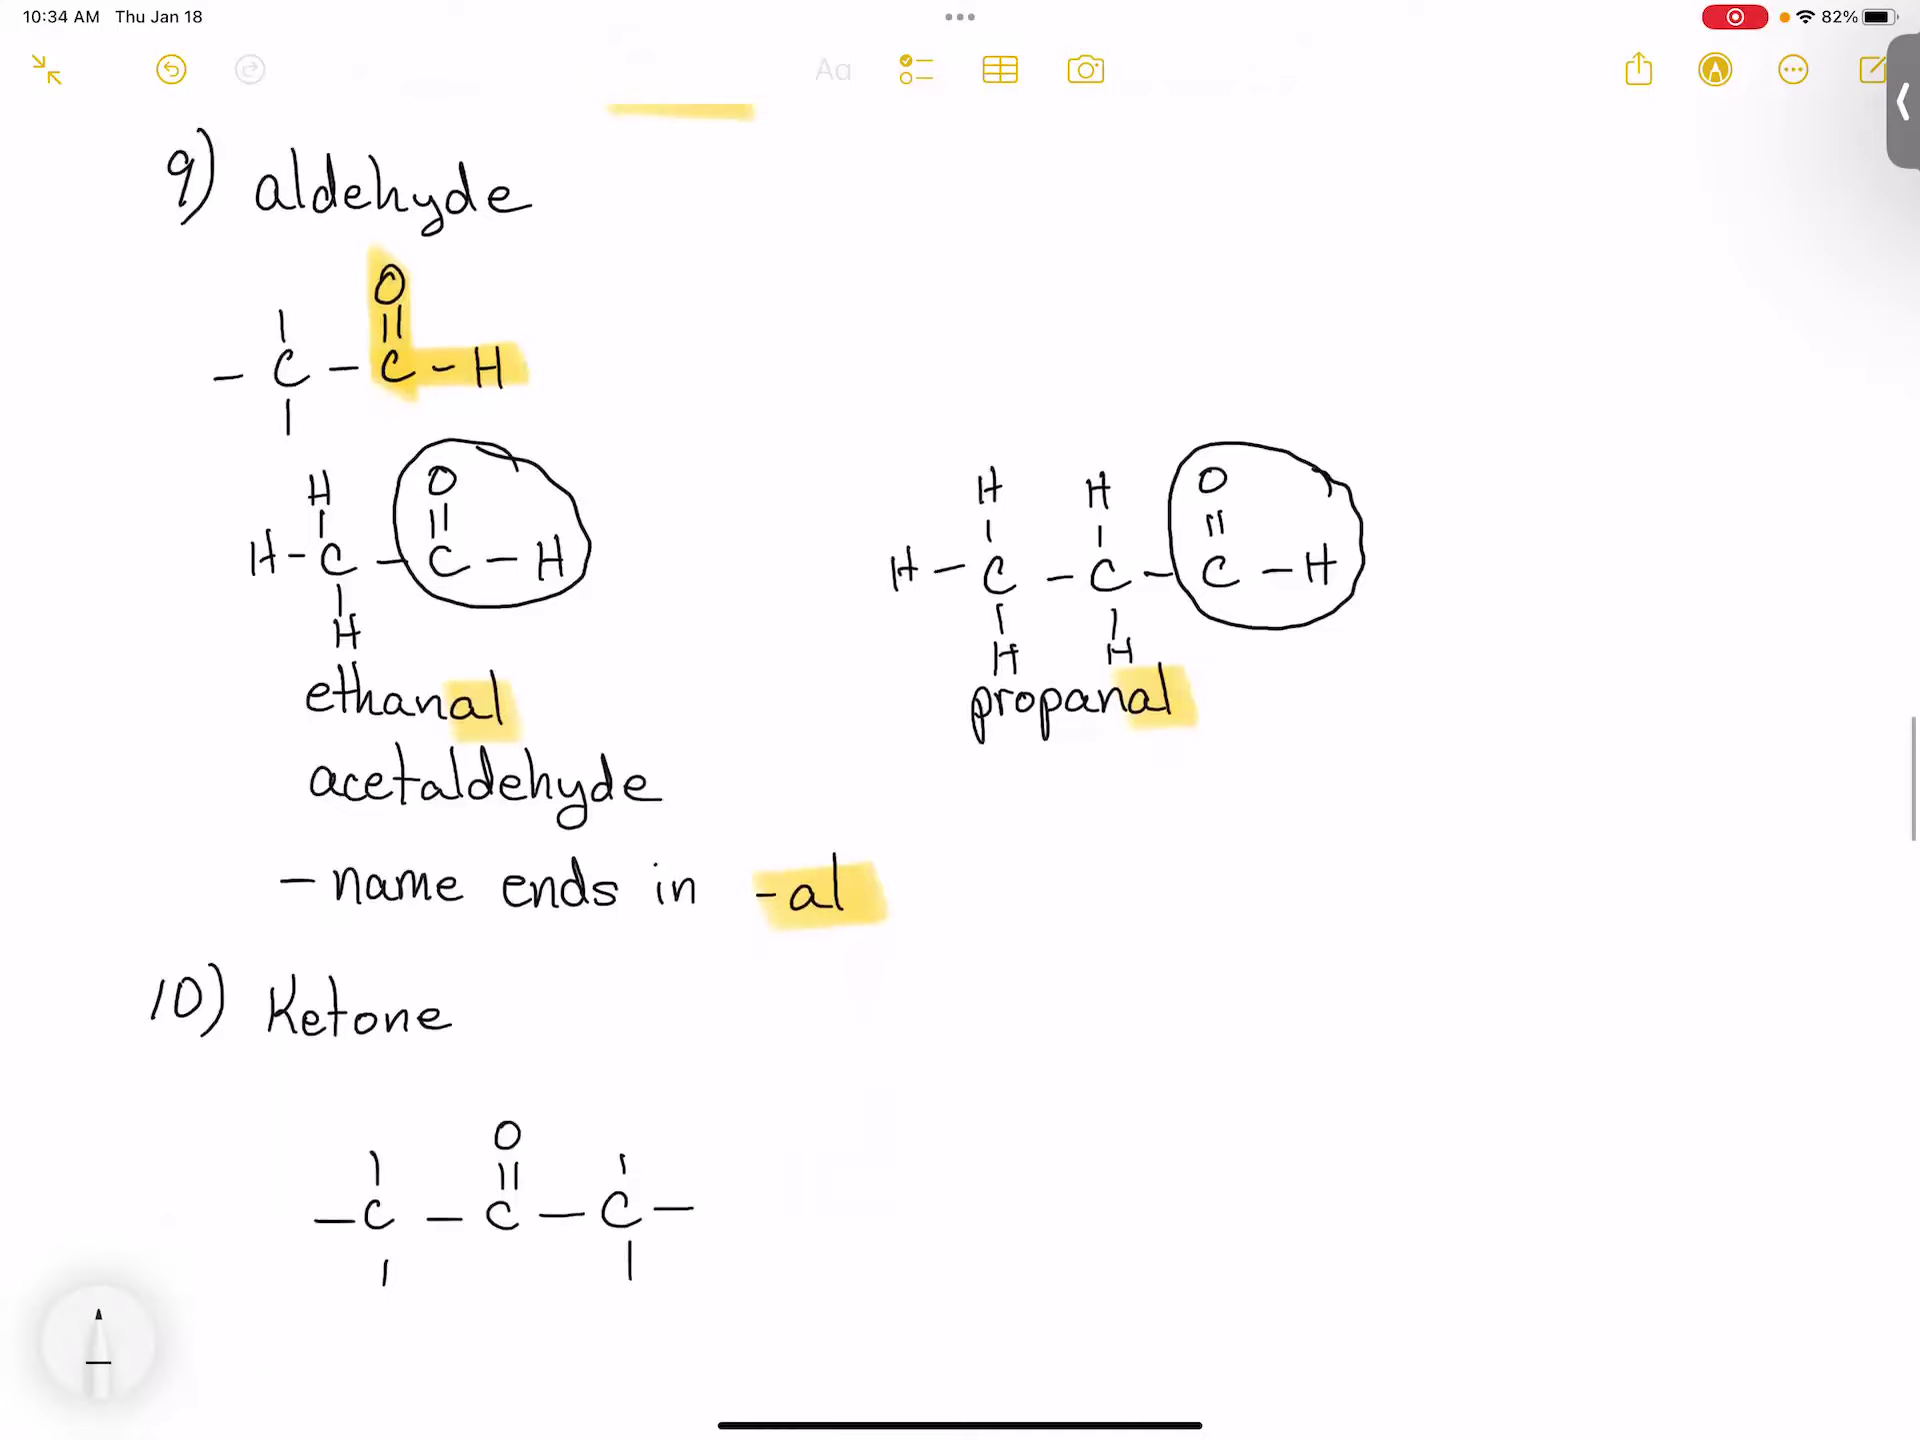 10:34 AM Thu Jan 18
82%
Aa
9) aldehyde
O
- C - C - H
H O
H - C - C - H
H
H H O
H - C - C - C - H
H H
ethanal
propanal
acetaldehyde
- name ends in -al
10) Ketone
O
- C - C - C -